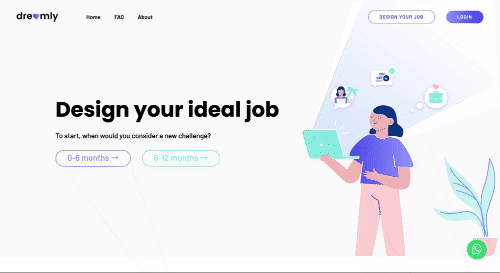 dreamly
Home FAQ About
DESIGN YOUR JOB
LOGIN
Design your ideal job
To start, when would you consider a new challenge?
0-6 months →
6-12 months →